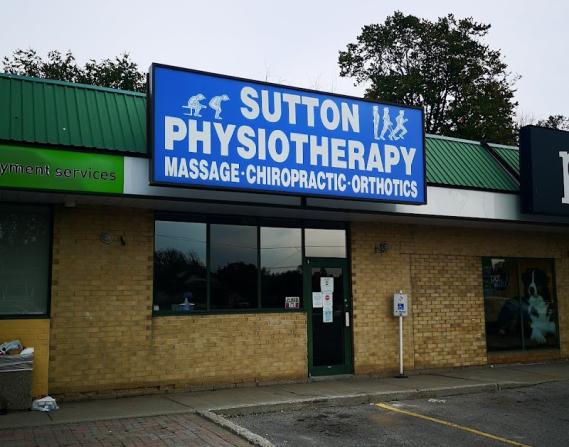 SUTTON
PHYSIOTHERAPY
MASSAGE·CHIROPRACTIC·ORTHOTICS
yment services